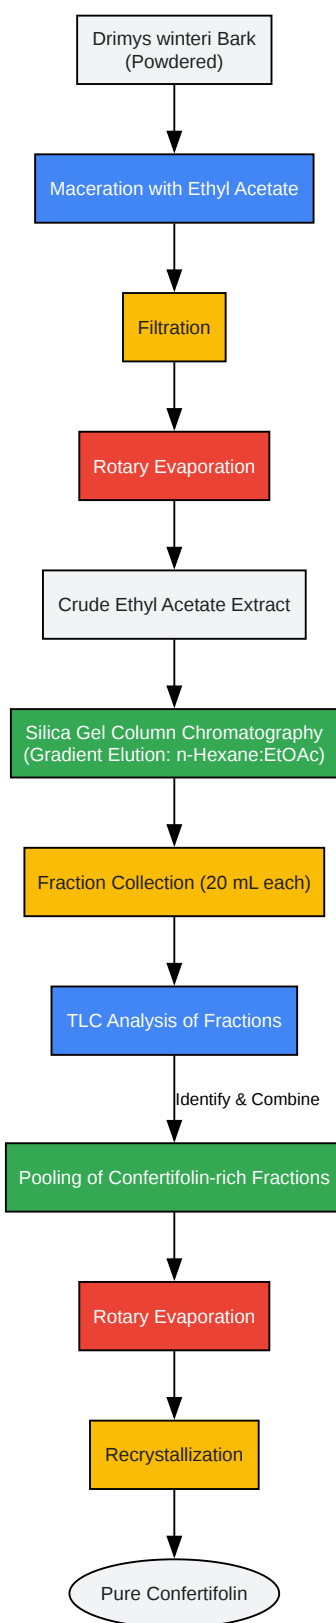 Drimys winteri Bark
(Powdered)
Maceration with Ethyl Acetate
Filtration
Rotary Evaporation
Crude Ethyl Acetate Extract
Silica Gel Column Chromatography
(Gradient Elution: n-Hexane:EtOAc)
Fraction Collection (20 mL each)
TLC Analysis of Fractions
Identify & Combine
Pooling of Confertifolin-rich Fractions
Rotary Evaporation
Recrystallization
Pure Confertifolin